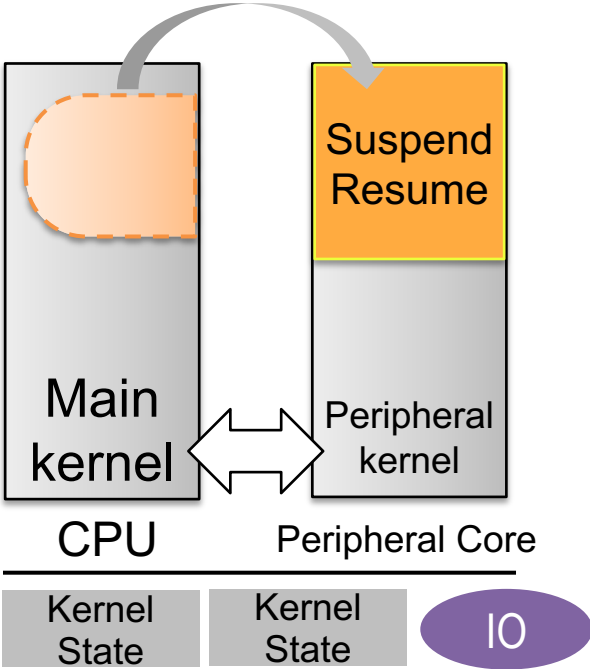 Suspend
Resume
Main
kernel
Peripheral
kernel
CPU
Peripheral Core
Kernel
State
Kernel
State
IO